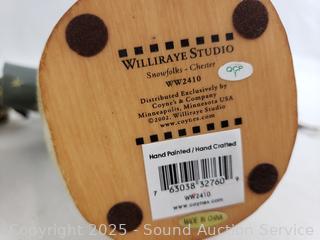 WILLIRAYE STUDIO
Snowfolks - Chester
WW2410
QC
Distributed Exclusively by
Coyne's & Company
Minneapolis, Minnesota USA
©2002, Williraye Studio
www.coynes.com
Hand Painted / Hand Crafted
7 63038 32760 9
WW2410
www.coynes.com
MADE IN CHINA
Copyright 2025 - Sound Auction Service